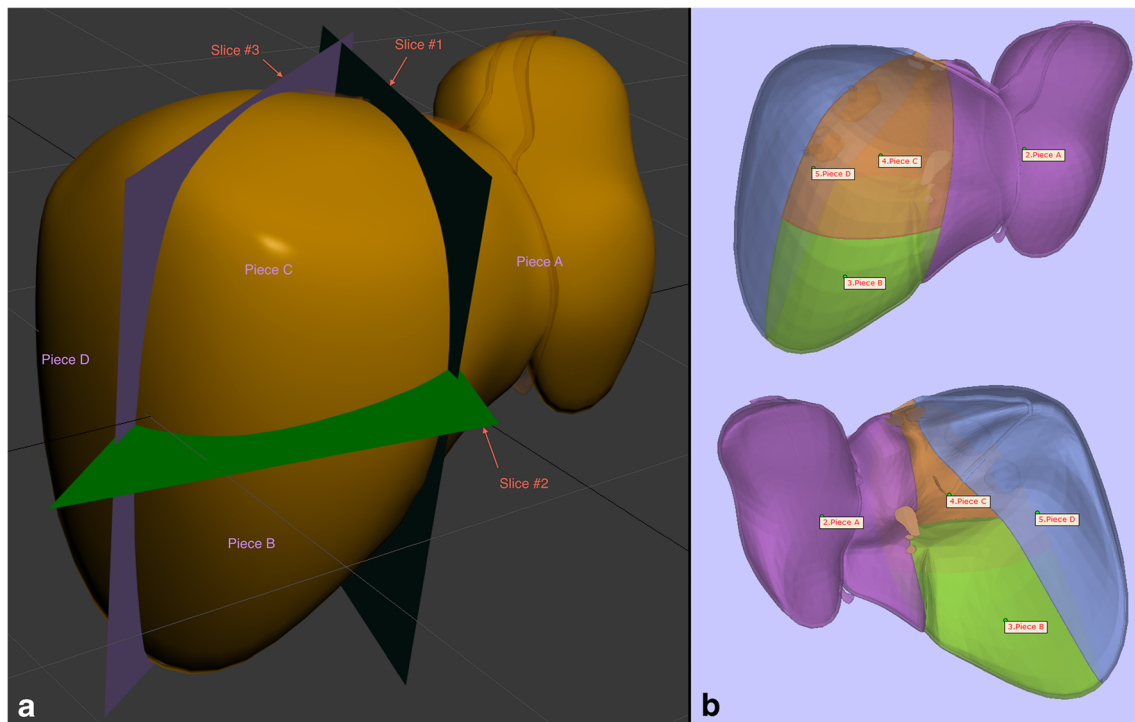 Slice #3
Slice #1
Piece C
Piece A
Piece D
Slice #2
Piece B
a
2.Piece A
4.Piece C
5.Piece D
3.Piece B
4.Piece C
2.Piece A
5.Piece D
3.Piece B
b